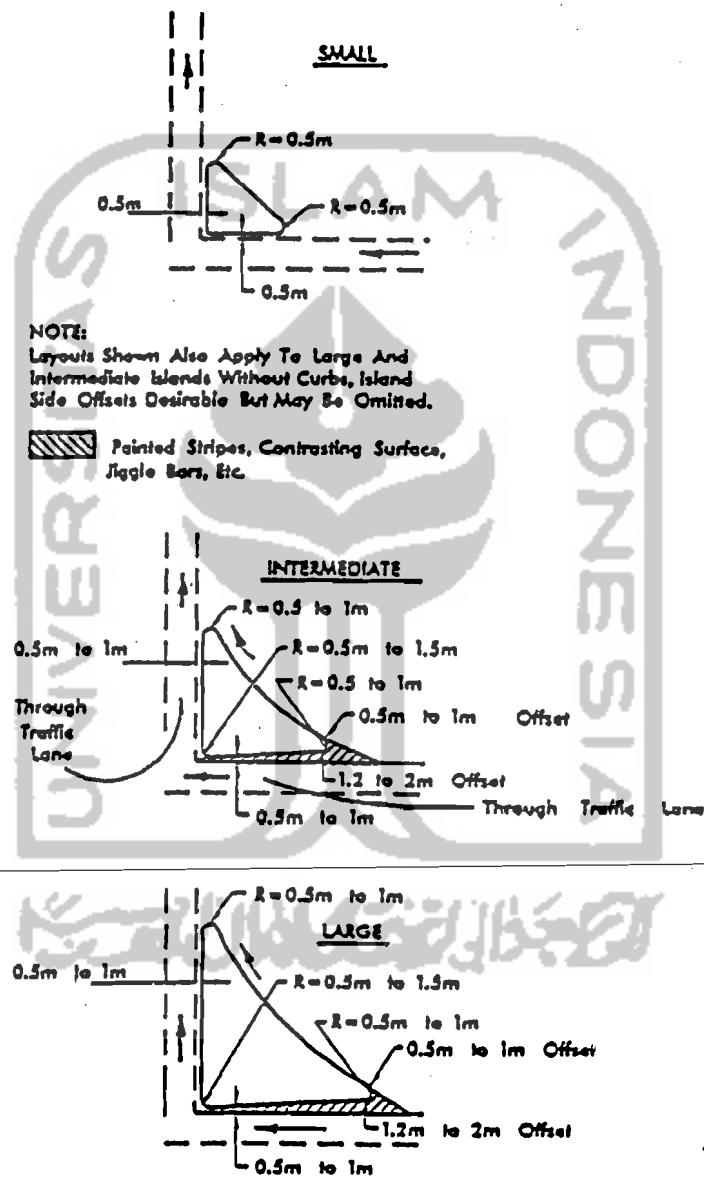 SMALL
R=0.5m
0.5m
R=0.5m
0.5m
NOTE:
Layouts Shown Also Apply To Large And
Intermediate Islands Without Curbs, Island
Side Offsets Desirable But May Be Omitted.
Painted Stripes, Contrasting Surface,
Jiggle Bars, Etc.
INTERMEDIATE
R=0.5 to 1m
0.5m to 1m
R=0.5m to 1.5m
R=0.5 to 1m
Through
Traffic
Lane
0.5m to 1m Offset
1.2 to 2m Offset
0.5m to 1m
Through Traffic Lane
R=0.5m to 1m
LARGE
0.5m to 1m
R=0.5m to 1.5m
R=0.5m to 1m
0.5m to 1m Offset
1.2m to 2m Offset
0.5m to 1m
UNIVERSITAS
ISLAM
INDONESIA